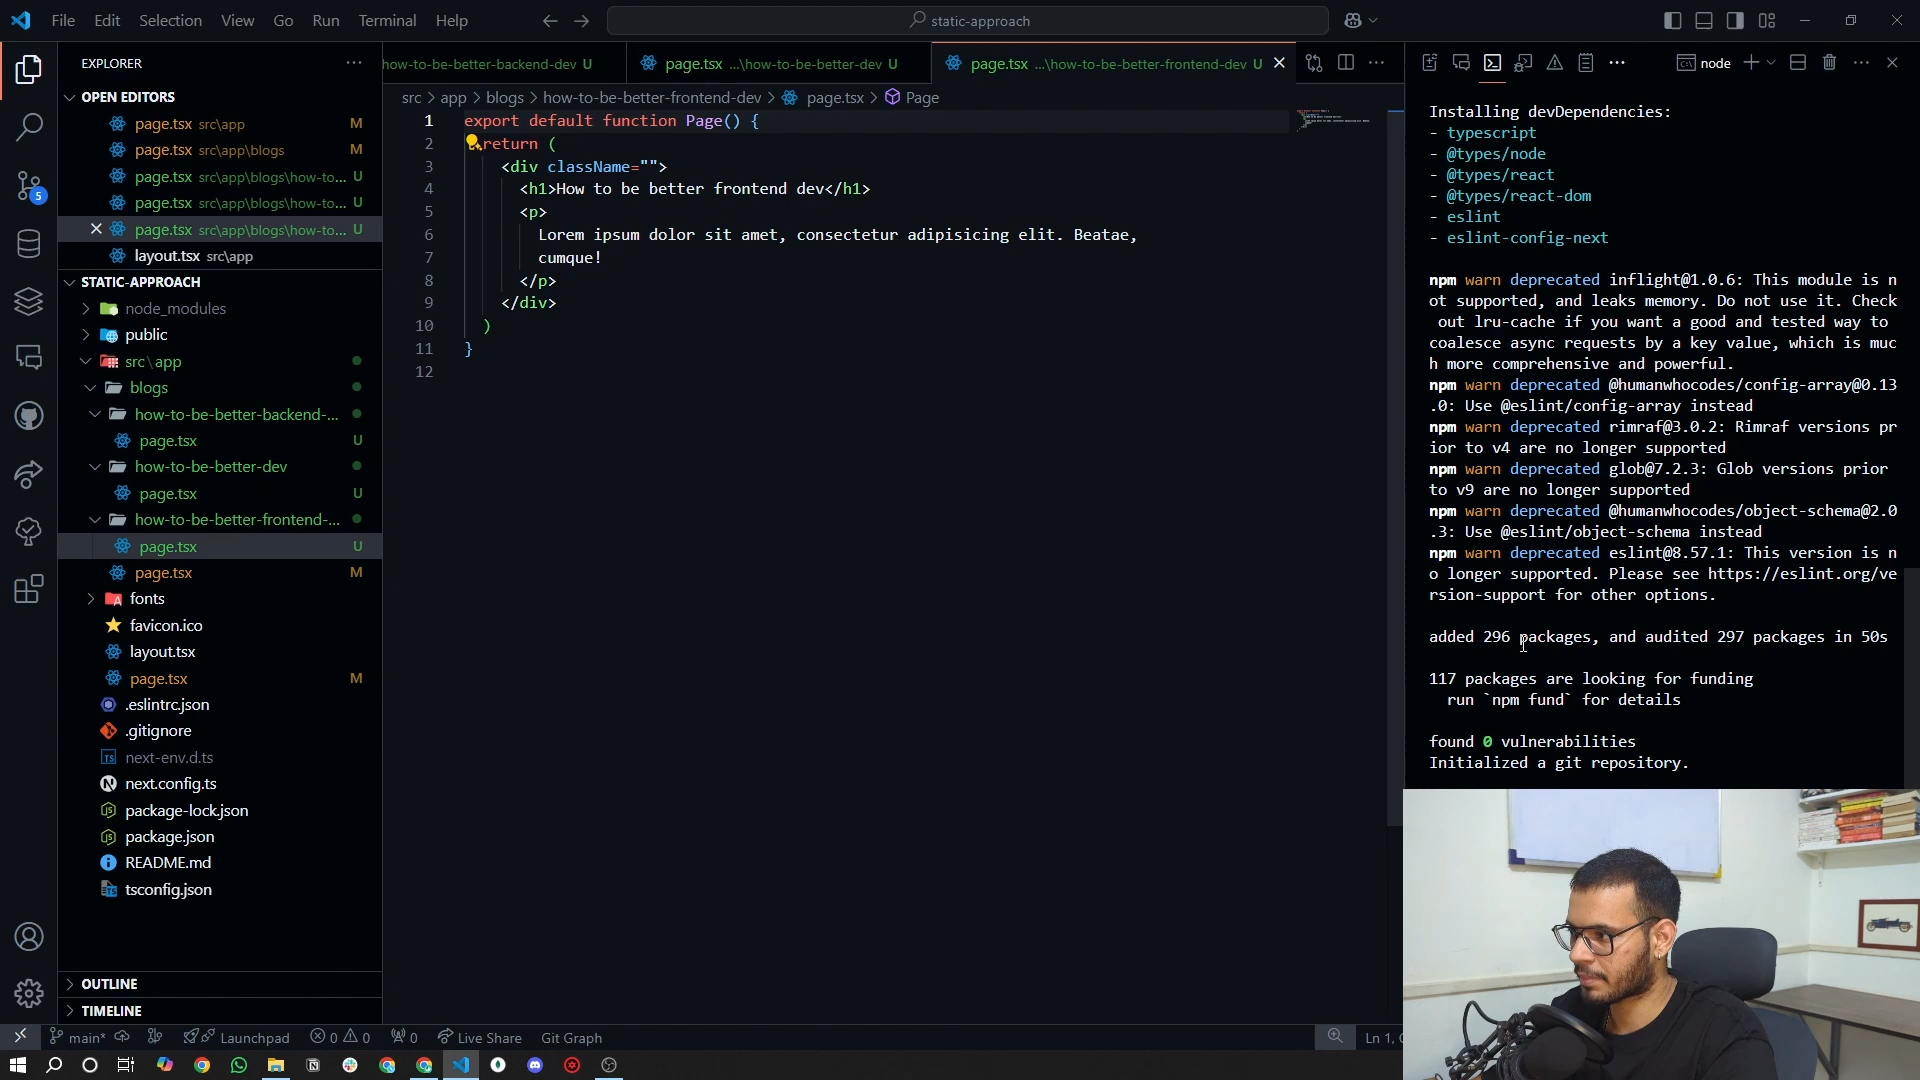 File Edit Selection View Go Run Terminal Help
static-approach
EXPLORER
OPEN EDITORS
page.tsx src\app M
page.tsx src\app\blogs M
page.tsx src\app\blogs\how-to... U
page.tsx src\app\blogs\how-to... U
page.tsx src\app\blogs\how-to... U
layout.tsx src\app
STATIC-APPROACH
node_modules
public
src\app
blogs
how-to-be-better-backend-...
page.tsx U
how-to-be-better-dev
page.tsx U
how-to-be-better-frontend-...
page.tsx U
page.tsx M
fonts
favicon.ico
layout.tsx
page.tsx M
.eslintrc.json
.gitignore
next-env.d.ts
next.config.ts
package-lock.json
package.json
README.md
tsconfig.json
OUTLINE
TIMELINE
how-to-be-better-backend-dev U
page.tsx ...\how-to-be-better-dev U
page.tsx ...\how-to-be-better-frontend-dev U
src > app > blogs > how-to-be-better-frontend-dev > page.tsx > Page
1 export default function Page() {
2 return (
3 <div className="">
4 <h1>How to be better frontend dev</h1>
5 <p>
6 Lorem ipsum dolor sit amet, consectetur adipisicing elit. Beatae,
7 cumque!
8 </p>
9 </div>
10 )
11 }
12
node
Installing devDependencies:
- typescript
- @types/node
- @types/react
- @types/react-dom
- eslint
- eslint-config-next
npm warn deprecated inflight@1.0.6: This module is n
ot supported, and leaks memory. Do not use it. Check
out lru-cache if you want a good and tested way to
coalesce async requests by a key value, which is muc
h more comprehensive and powerful.
npm warn deprecated @humanwhocodes/config-array@0.13
.0: Use @eslint/config-array instead
npm warn deprecated rimraf@3.0.2: Rimraf versions pr
ior to v4 are no longer supported
npm warn deprecated glob@7.2.3: Glob versions prior
to v9 are no longer supported
npm warn deprecated @humanwhocodes/object-schema@2.0
.3: Use @eslint/object-schema instead
npm warn deprecated eslint@8.57.1: This version is n
o longer supported. Please see https://eslint.org/ve
rsion-support for other options.
added 296 packages, and audited 297 packages in 50s
117 packages are looking for funding
run `npm fund` for details
found 0 vulnerabilities
Initialized a git repository.
5
main* Launchpad 0 0 0 Live Share Git Graph
Ln 1, C